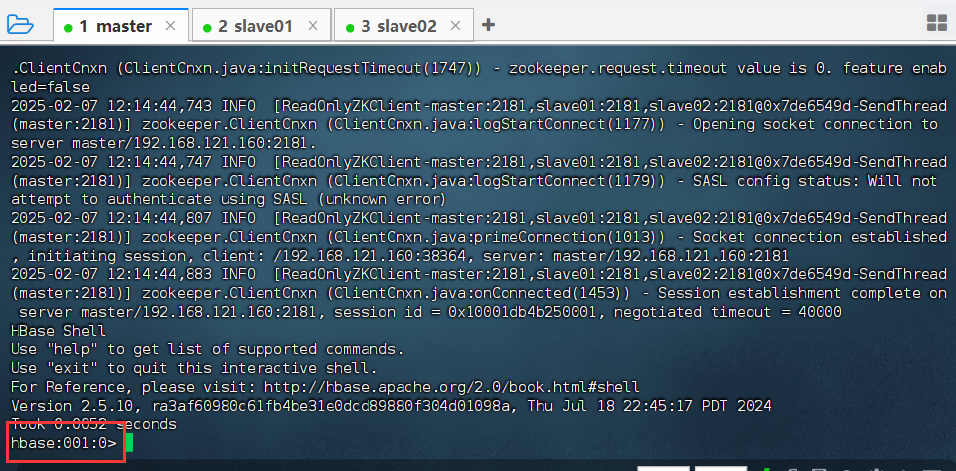 1 master × 2 slave01 × 3 slave02 × +
.ClientCnxn (ClientCnxn.java:initRequestTimeout(1747)) - zookeeper.request.timeout value is 0. feature enab
led=false
2025-02-07 12:14:44,743 INFO  [ReadOnlyZKClient-master:2181,slave01:2181,slave02:2181@0x7de6549d-SendThread
(master:2181)] zookeeper.ClientCnxn (ClientCnxn.java:logStartConnect(1177)) - Opening socket connection to
server master/192.168.121.160:2181.
2025-02-07 12:14:44,747 INFO  [ReadOnlyZKClient-master:2181,slave01:2181,slave02:2181@0x7de6549d-SendThread
(master:2181)] zookeeper.ClientCnxn (ClientCnxn.java:logStartConnect(1179)) - SASL config status: Will not
attempt to authenticate using SASL (unknown error)
2025-02-07 12:14:44,807 INFO  [ReadOnlyZKClient-master:2181,slave01:2181,slave02:2181@0x7de6549d-SendThread
(master:2181)] zookeeper.ClientCnxn (ClientCnxn.java:primeConnection(1013)) - Socket connection established
, initiating session, client: /192.168.121.160:38364, server: master/192.168.121.160:2181
2025-02-07 12:14:44,883 INFO  [ReadOnlyZKClient-master:2181,slave01:2181,slave02:2181@0x7de6549d-SendThread
(master:2181)] zookeeper.ClientCnxn (ClientCnxn.java:onConnected(1453)) - Session establishment complete on
 server master/192.168.121.160:2181, session id = 0x10001db4b250001, negotiated timeout = 40000
HBase Shell
Use "help" to get list of supported commands.
Use "exit" to quit this interactive shell.
For Reference, please visit: http://hbase.apache.org/2.0/book.html#shell
Version 2.5.10, ra3af60980c61fb4be31e0dcd89880f304d01098a, Thu Jul 18 22:45:17 PDT 2024
Took 0.0052 seconds
hbase:001:0>